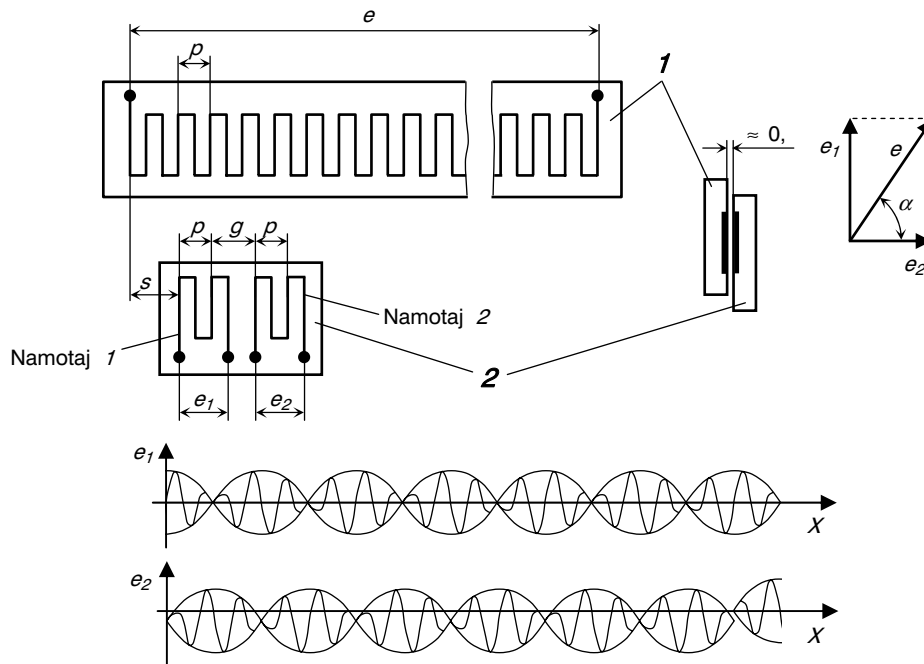 e
p
1
≈ 0,
e1
e
α
e2
p g p
s
Namotaj 2
Namotaj 1
2
e1 e2
e1
X
e2
X